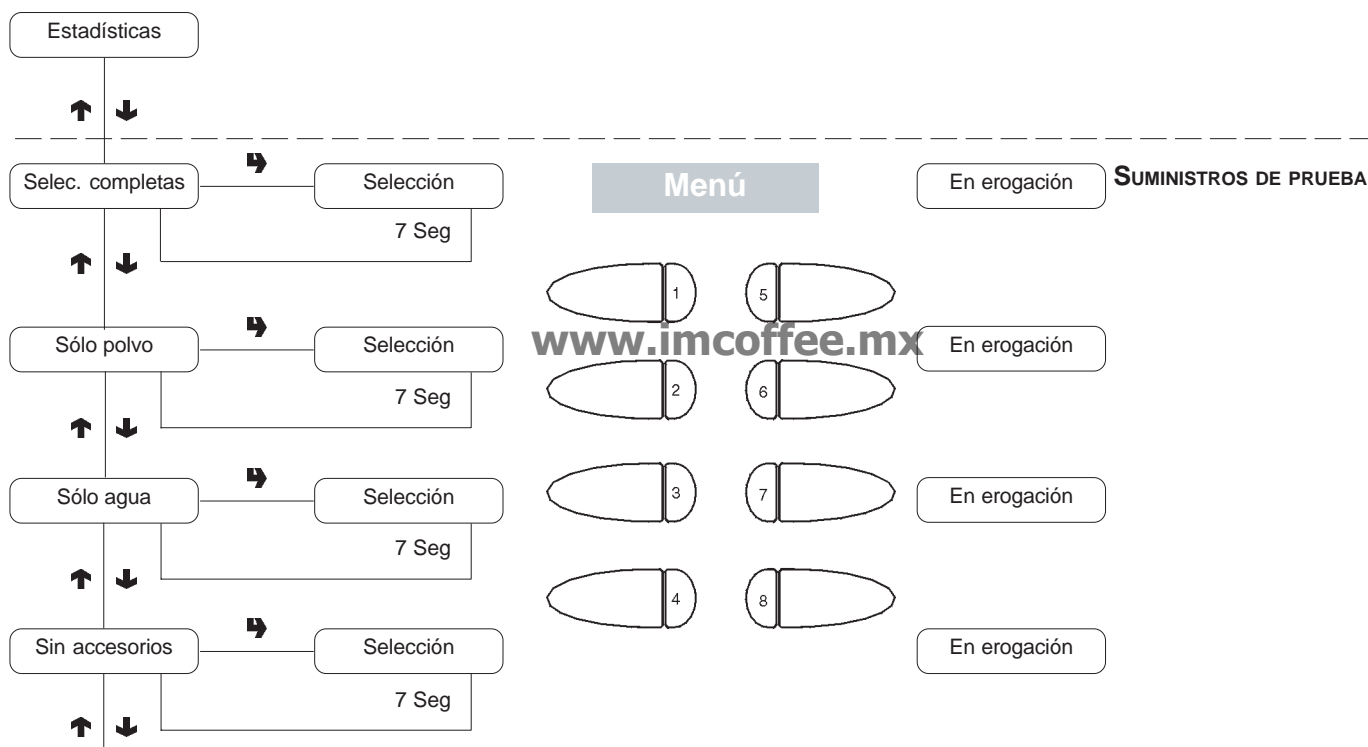 Estadísticas
Selec. completas
Selección
Menú
En erogación
SUMINISTROS DE PRUEBA
7 Seg
1
5
Sólo polvo
Selección
www.imcoffee.mx
En erogación
7 Seg
2
6
Sólo agua
Selección
3
7
En erogación
7 Seg
4
8
Sin accesorios
Selección
En erogación
7 Seg